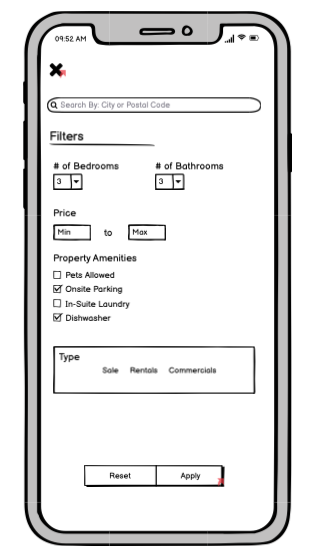 09:52 AM
Search By: City or Postal Code
Filters
# of Bedrooms # of Bathrooms
3 3
Price
Min to Max
Property Amenities
Pets Allowed
Onsite Parking
In-Suite Laundry
Dishwasher
Type
Sale Rentals Commercials
Reset Apply